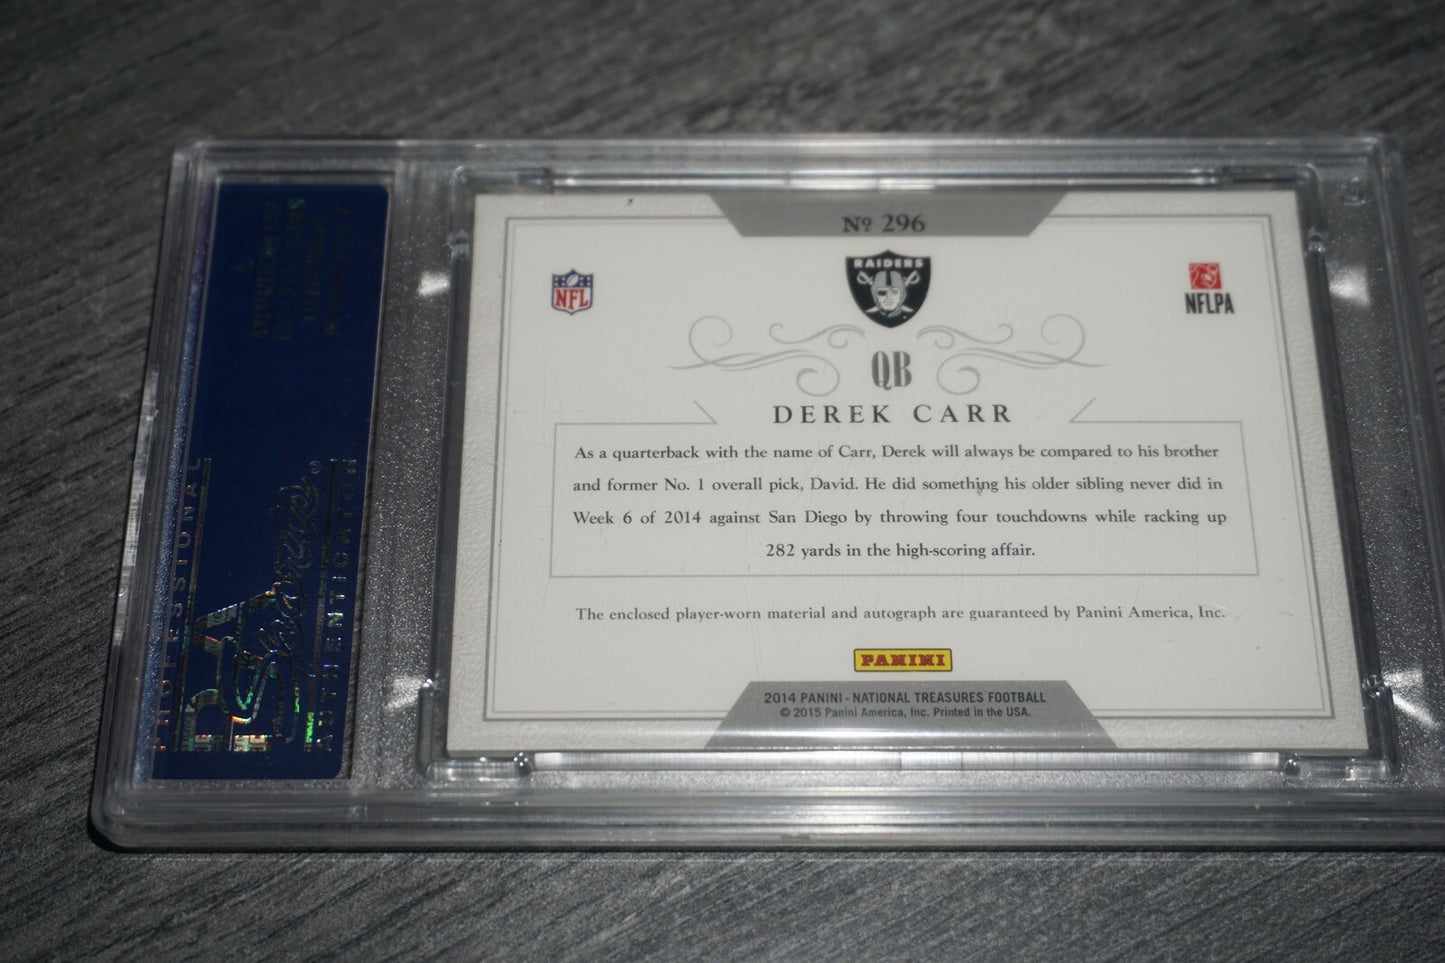 № 296
RAIDERS
NFL
NFLPA
QB
DEREK CARR
As a quarterback with the name of Carr, Derek will always be compared to his brother
and former No. 1 overall pick, David. He did something his older sibling never did in
Week 6 of 2014 against San Diego by throwing four touchdowns while racking up
282 yards in the high-scoring affair.
The enclosed player-worn material and autograph are guaranteed by Panini America, Inc.
PANINI
2014 PANINI - NATIONAL TREASURES FOOTBALL
© 2015 Panini America, Inc. Printed in the USA.
PROFESSIONAL
Sports
AUTHENTICATOR